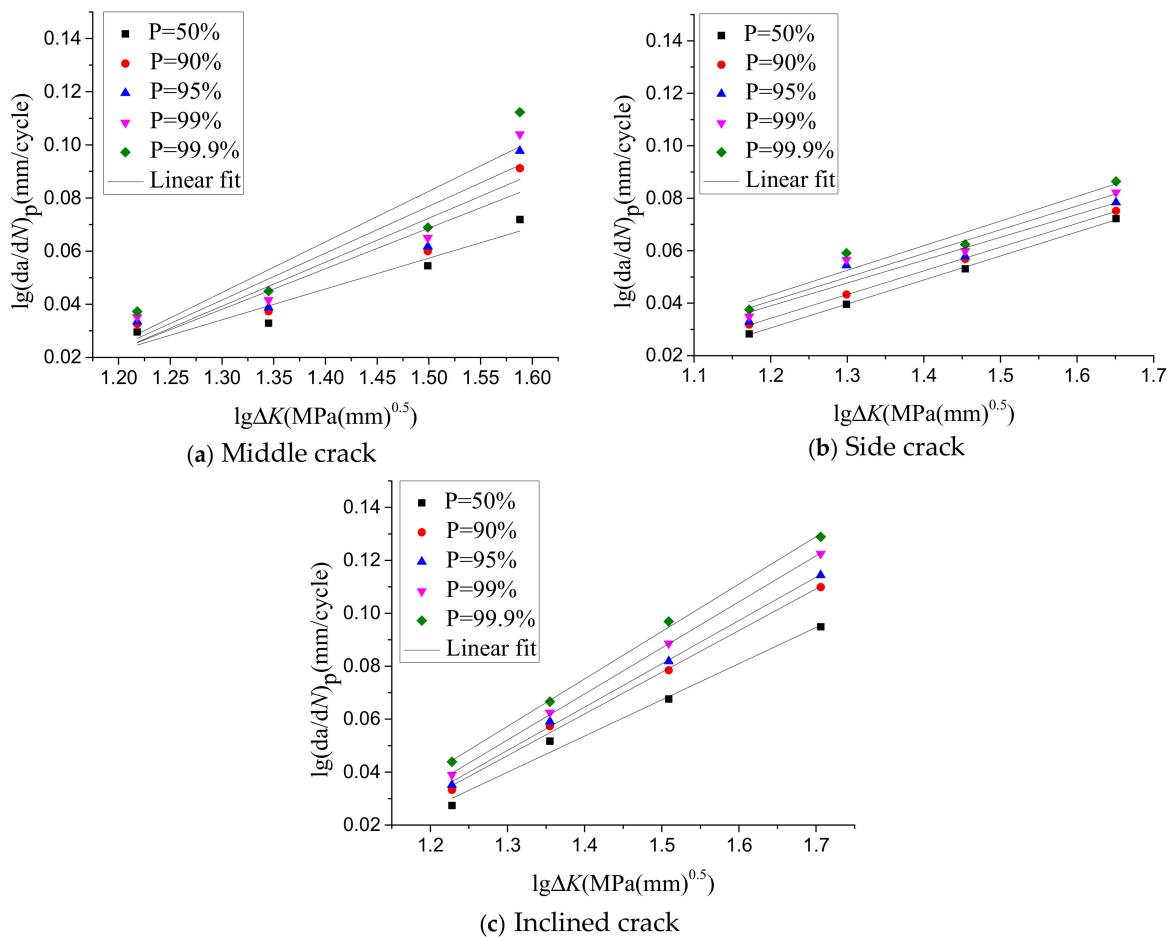 0.14
0.12
0.10
0.08
0.06
0.04
0.02
lg(da/dN)p(mm/cycle)
P=50%
P=90%
P=95%
P=99%
P=99.9%
Linear fit
1.20 1.25 1.30 1.35 1.40 1.45 1.50 1.55 1.60
lgΔK(MPa(mm)^0.5)
(a) Middle crack
0.14
0.12
0.10
0.08
0.06
0.04
0.02
lg(da/dN)p(mm/cycle)
P=50%
P=90%
P=95%
P=99%
P=99.9%
Linear fit
1.1 1.2 1.3 1.4 1.5 1.6 1.7
lgΔK(MPa(mm)^0.5)
(b) Side crack
0.14
0.12
0.10
0.08
0.06
0.04
0.02
lg(da/dN)p(mm/cycle)
P=50%
P=90%
P=95%
P=99%
P=99.9%
Linear fit
1.2 1.3 1.4 1.5 1.6 1.7
lgΔK(MPa(mm)^0.5)
(c) Inclined crack